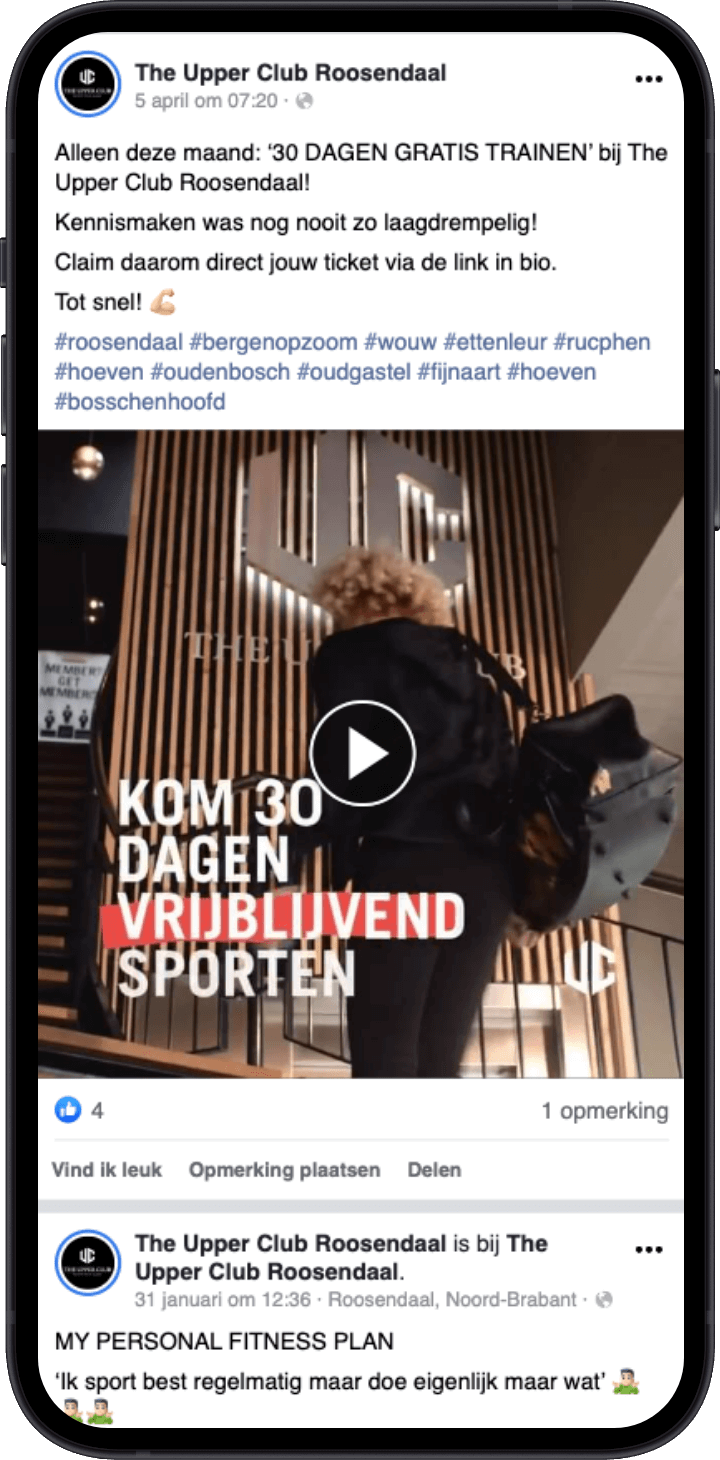 The Upper Club Roosendaal
5 april om 07:20 ·
Alleen deze maand: ‘30 DAGEN GRATIS TRAINEN’ bij The
Upper Club Roosendaal!
Kennismaken was nog nooit zo laagdrempelig!
Claim daarom direct jouw ticket via de link in bio.
Tot snel! 💪🏻
#roosendaal #bergenopzoom #wouw #ettenleur #rucphen
#hoeven #oudenbosch #oudgastel #fijnaart #hoeven
#bosschenhoofd
UC
THE U B
MEMBER
GET
MEMBER
KOM 30
DAGEN
VRIJBLIJVEND
SPORTEN
UC
4
1 opmerking
Vind ik leuk Opmerking plaatsen Delen
The Upper Club Roosendaal is bij The
Upper Club Roosendaal.
31 januari om 12:36 · Roosendaal, Noord-Brabant ·
MY PERSONAL FITNESS PLAN
‘Ik sport best regelmatig maar doe eigenlijk maar wat’